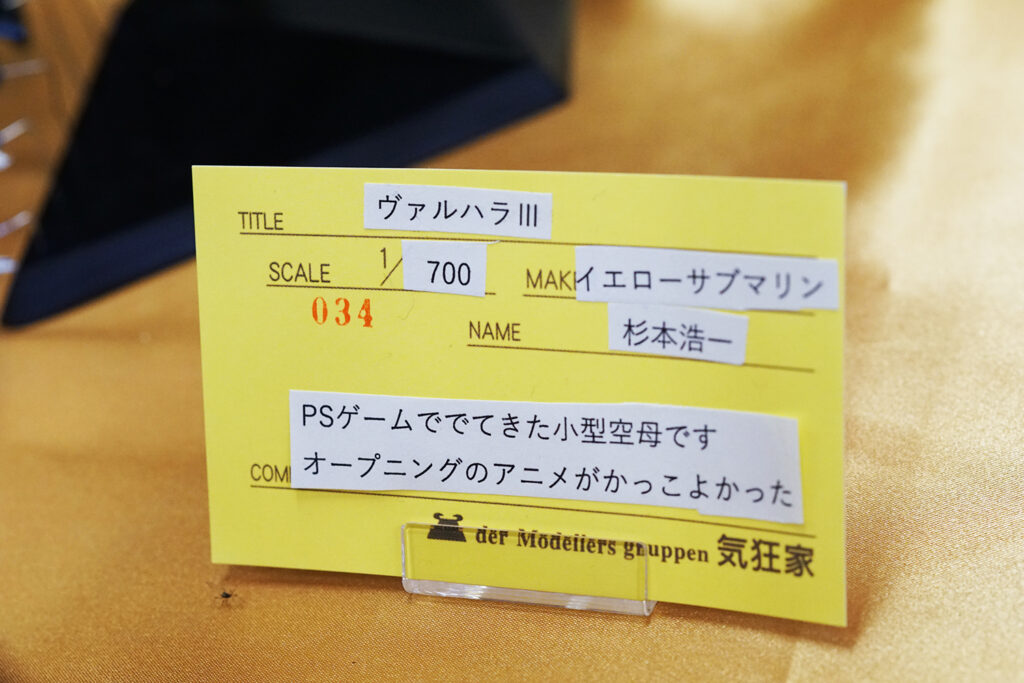 TITLE ヴァルハラIII
SCALE 1/700 MAK イエローサブマリン
034
NAME 杉本浩一
PSゲームででてきた小型空母です
COM オープニングのアニメがかっこよかった
der Modellers gruppen 気狂家